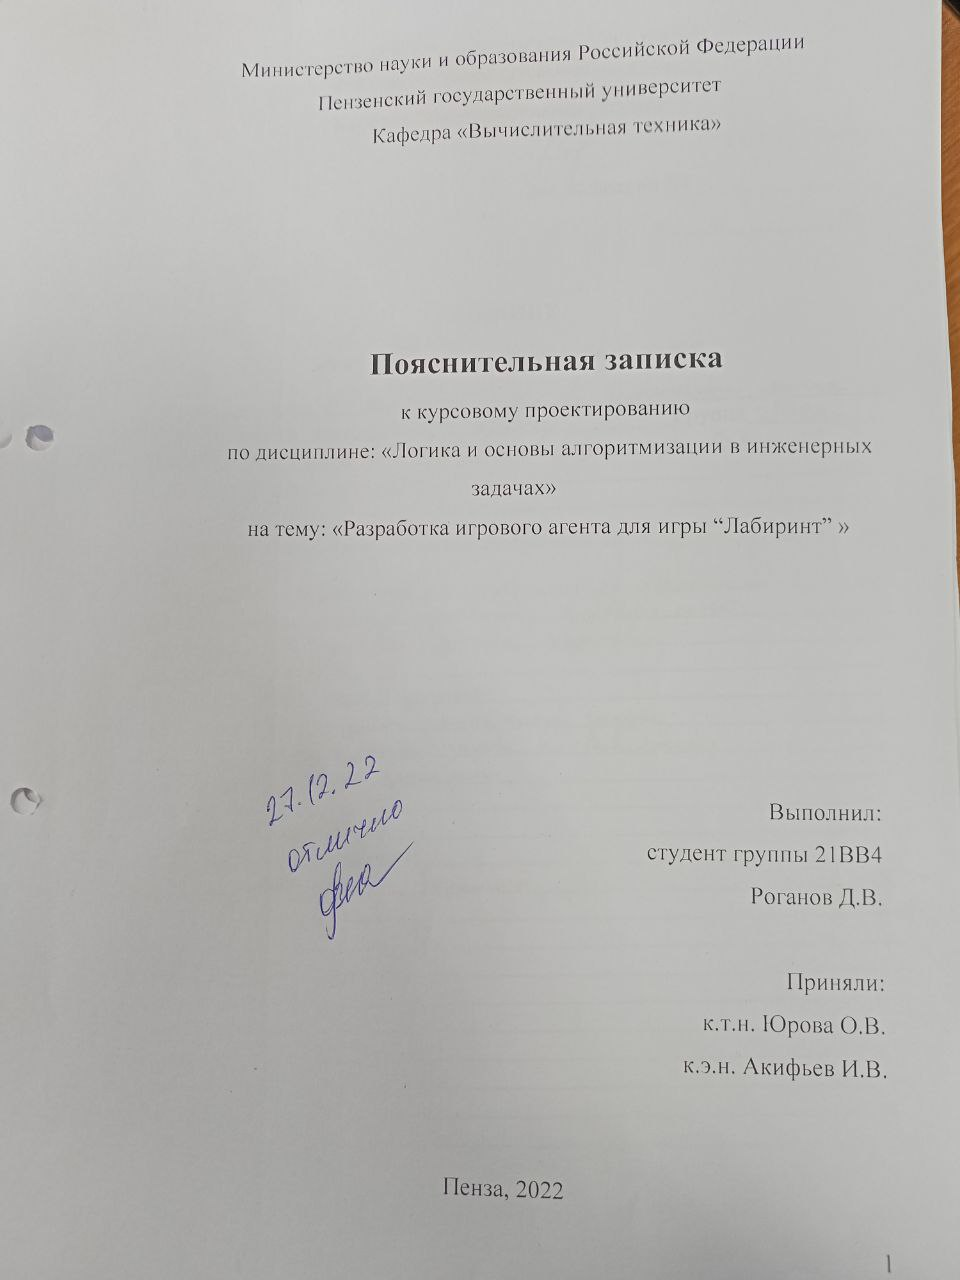 Министерство науки и образования Российской Федерации
Пензенский государственный университет
Кафедра «Вычислительная техника»
Пояснительная записка
к курсовому проектированию
по дисциплине: «Логика и основы алгоритмизации в инженерных
задачах»
на тему: «Разработка игрового агента для игры “Лабиринт” »
27.12.22
отлично
Выполнил:
студент группы 21ВВ4
Роганов Д.В.
Приняли:
к.т.н. Юрова О.В.
к.э.н. Акифьев И.В.
Пенза, 2022
1